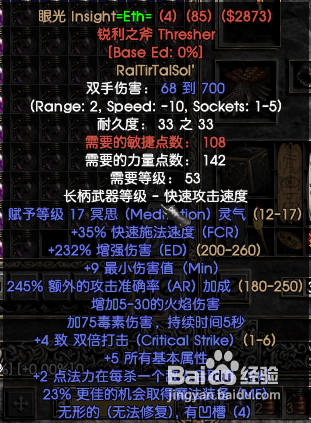 眼光 Insight=Eth= (4) (85) ($2873)
锐利之斧 Thresher
[Base Ed: 0%]
RalTirTalSol'
双手伤害： 68 到 700
(Range: 2, Speed: -10, Sockets: 1-5)
耐久度： 33 之 33
需要的敏捷点数： 108
需要的力量点数： 142
需要等级： 53
长柄武器等级 - 快速攻击速度
赋予等级 17 冥思 (Meditation) 灵气 (12-17)
+35% 快速施法速度 (FCR)
+232% 增强伤害 (ED) (200-260)
+9 最小伤害值 (Min)
245% 额外的攻击准确率 (AR) 加成 (180-250)
增加5-30的火焰伤害
加75毒素伤害，持续时间5秒
+4 致 双倍打击 (Critical Strike) (1-6)
+5 所有基本属性
+2 点法力在每杀一个
23% 更佳的机会取得
无形的 (无法修复), 有凹槽 (4)
Baidu 经验
jingyan.baidu.com